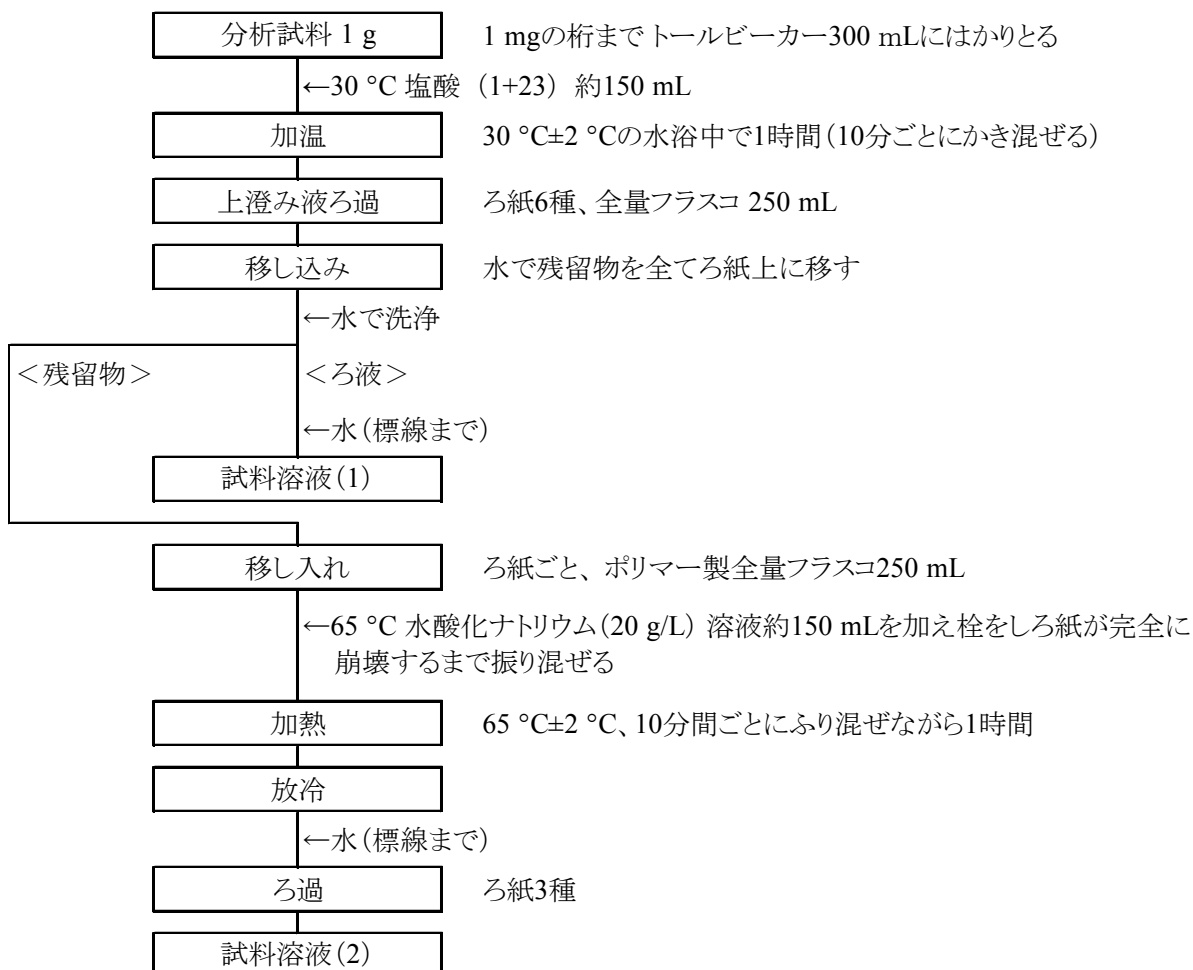 分析試料 1 g
1 mgの桁まで トールビーカー300 mLにはかりとる
←30 °C 塩酸（1+23）約150 mL
加温
30 °C±2 °Cの水浴中で1時間（10分ごとにかき混ぜる）
上澄み液ろ過
ろ紙6種、全量フラスコ 250 mL
移し込み
水で残留物を全てろ紙上に移す
←水で洗浄
＜残留物＞
＜ろ液＞
←水（標線まで）
試料溶液（1）
移し入れ
ろ紙ごと、ポリマー製全量フラスコ250 mL
←65 °C 水酸化ナトリウム（20 g/L）溶液約150 mLを加え栓をしろ紙が完全に
崩壊するまで振り混ぜる
加熱
65 °C±2 °C、10分間ごとにふり混ぜながら1時間
放冷
←水（標線まで）
ろ過
ろ紙3種
試料溶液（2）